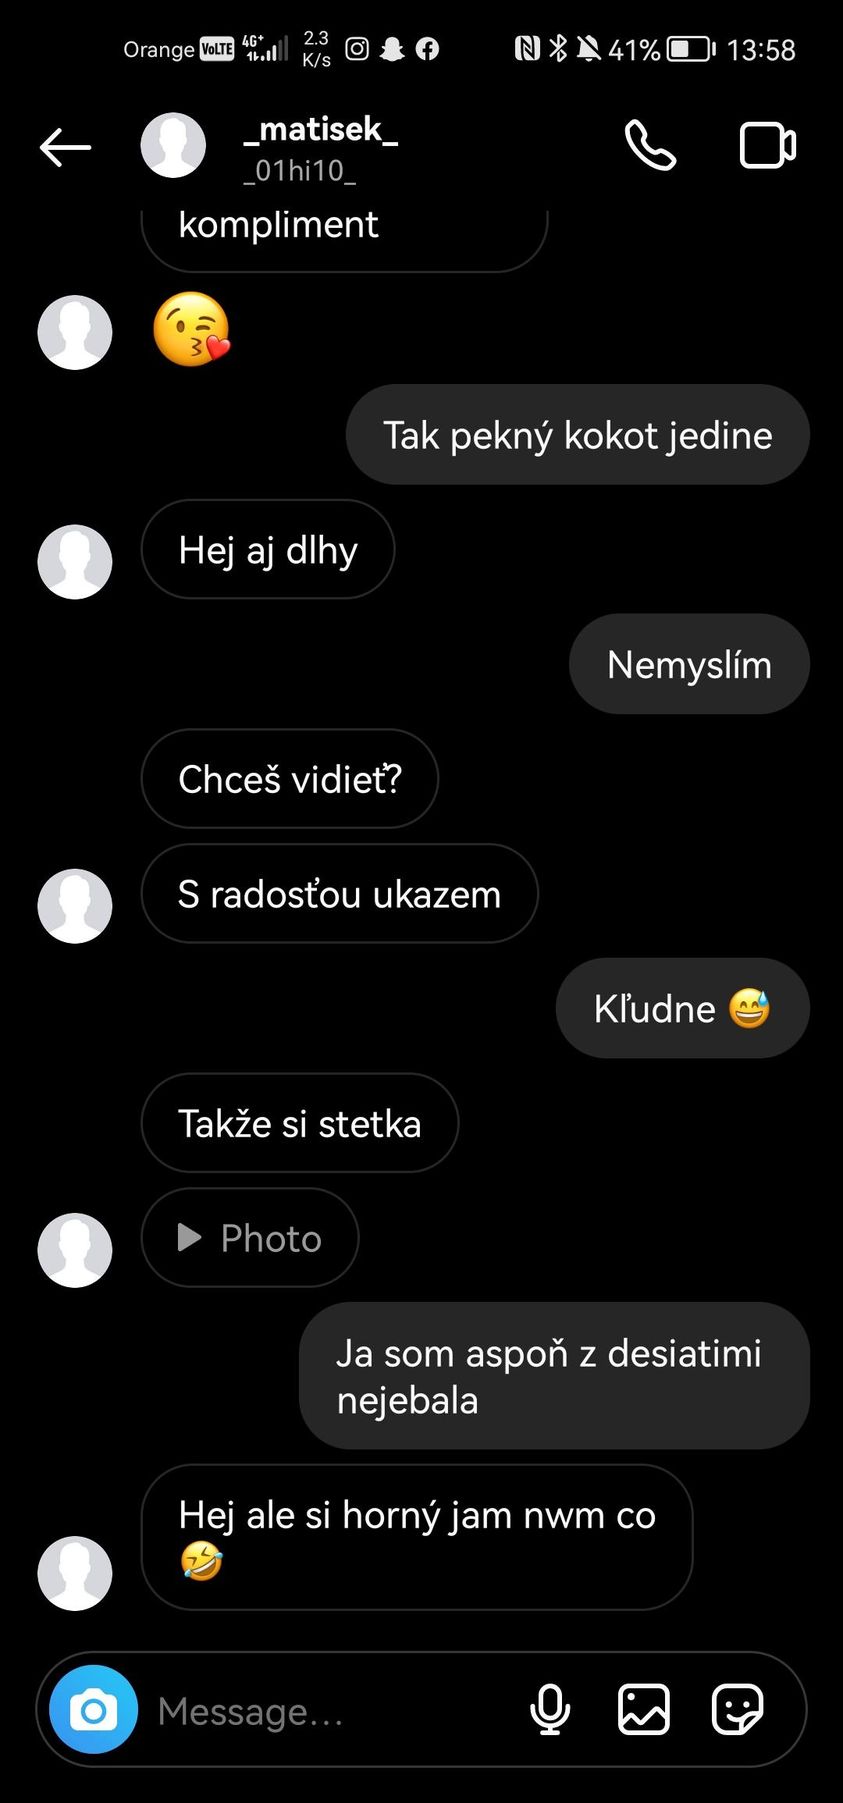 Orange VoLTE 4G+ 2.3 K/s 41% 13:58
_matisek_
_01hi10_
kompliment
😘
Tak pekný kokot jedine
Hej aj dlhy
Nemyslím
Chceš vidieť?
S radosťou ukazem
Kľudne 😅
Takže si stetka
Photo
Ja som aspoň z desiatimi
nejebala
Hej ale si horný jam nwm co
🤣
Message...